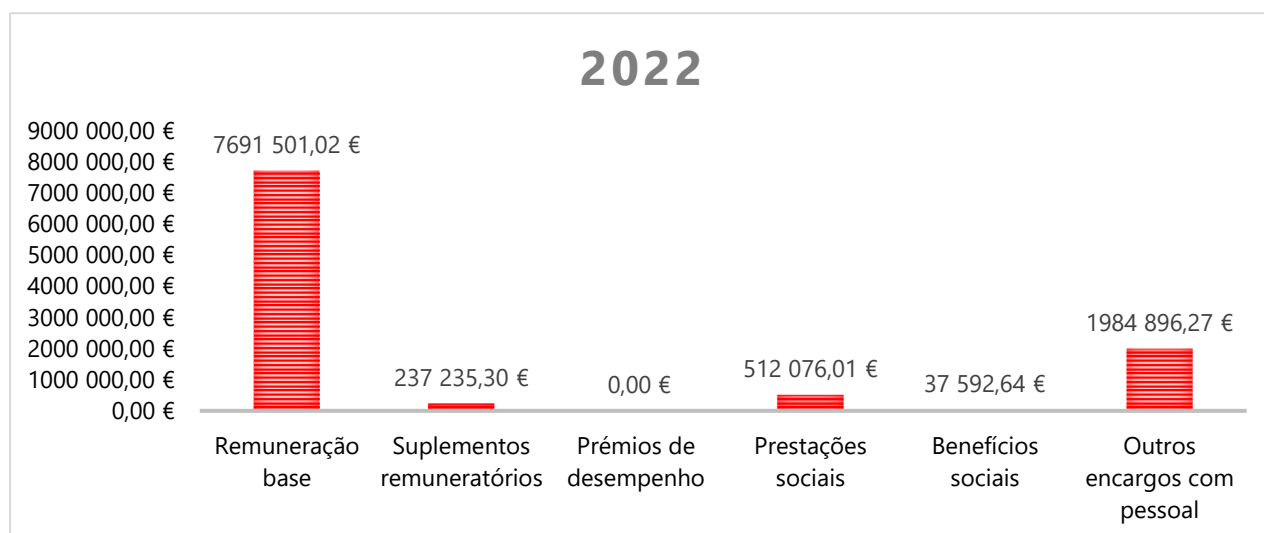 2022
9000 000,00 €
8000 000,00 €
7000 000,00 €
6000 000,00 €
5000 000,00 €
4000 000,00 €
3000 000,00 €
2000 000,00 €
1000 000,00 €
0,00 €
7691 501,02 €
237 235,30 €
0,00 €
512 076,01 €
37 592,64 €
1984 896,27 €
Remuneração
base
Suplementos
remuneratórios
Prémios de
desempenho
Prestações
sociais
Benefícios
sociais
Outros
encargos com
pessoal